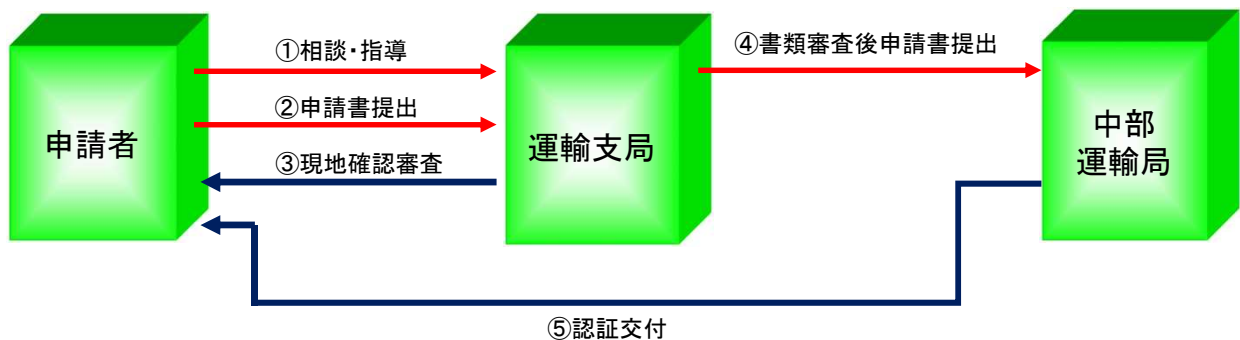 ①相談・指導
④書類審査後申請書提出
②申請書提出
申請者
運輸支局
中部
運輸局
③現地確認審査
⑤認証交付